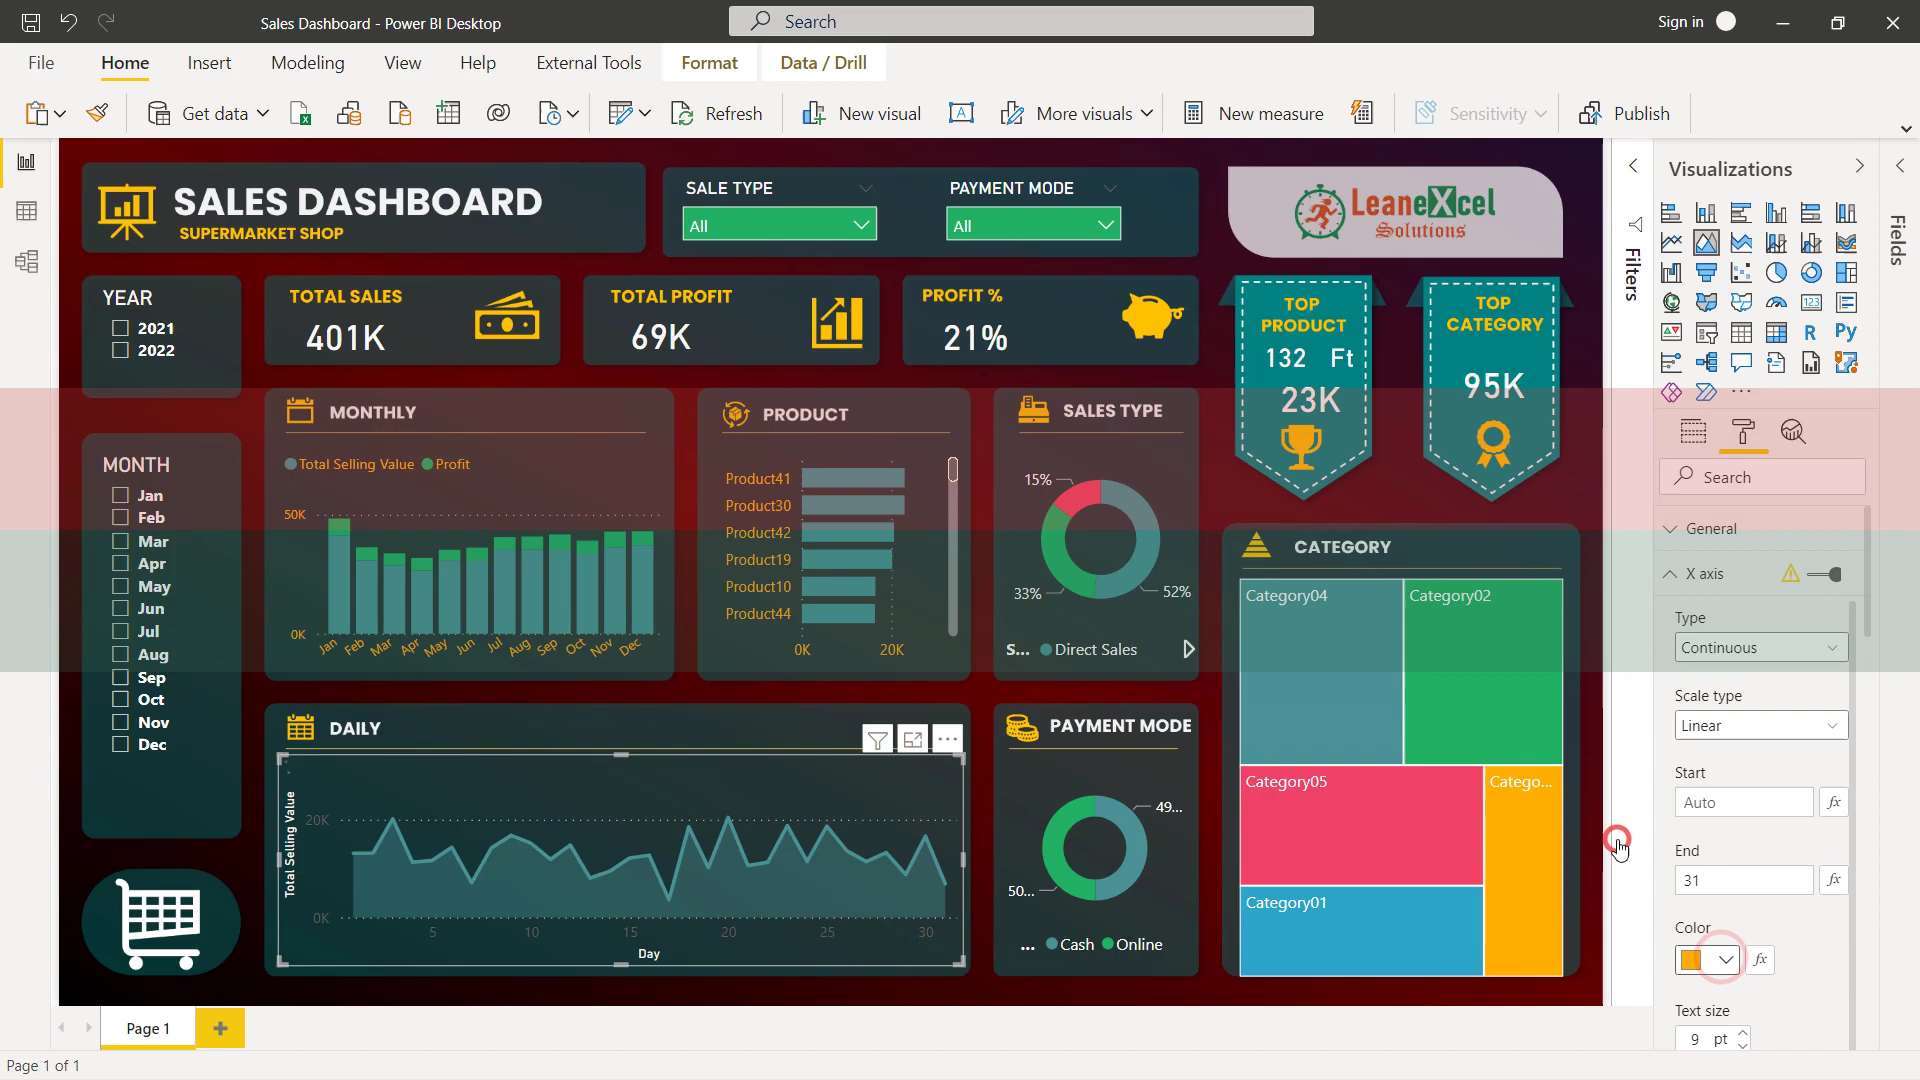 Sales Dashboard - Power BI Desktop
Search
Sign in
File
Home
Insert
Modeling
View
Help
External Tools
Format
Data / Drill
Get data
Refresh
New visual
More visuals
New measure
Sensitivity
Publish
SALES DASHBOARD
SUPERMARKET SHOP
SALE TYPE
All
PAYMENT MODE
All
LeaneXcel
Solutions
YEAR
2021
2022
TOTAL SALES
401K
TOTAL PROFIT
69K
PROFIT %
21%
TOP
PRODUCT
132 Ft
23K
TOP
CATEGORY
95K
MONTH
Jan
Feb
Mar
Apr
May
Jun
Jul
Aug
Sep
Oct
Nov
Dec
MONTHLY
Total Selling Value
Profit
50K
0K
Jan
Feb
Mar
Apr
May
Jun
Jul
Aug
Sep
Oct
Nov
Dec
PRODUCT
Product41
Product30
Product42
Product19
Product10
Product44
0K
20K
SALES TYPE
15%
33%
52%
S...
Direct Sales
CATEGORY
Category04
Category02
Category05
Catego...
Category01
DAILY
Total Selling Value
20K
0K
5
10
15
20
25
30
Day
PAYMENT MODE
49...
50...
...
Cash
Online
Filters
Visualizations
123
R
Py
Search
General
X axis
Type
Continuous
Scale type
Linear
Start
Auto
fx
End
31
fx
Color
fx
Text size
9 pt
Fields
Page 1
Page 1 of 1